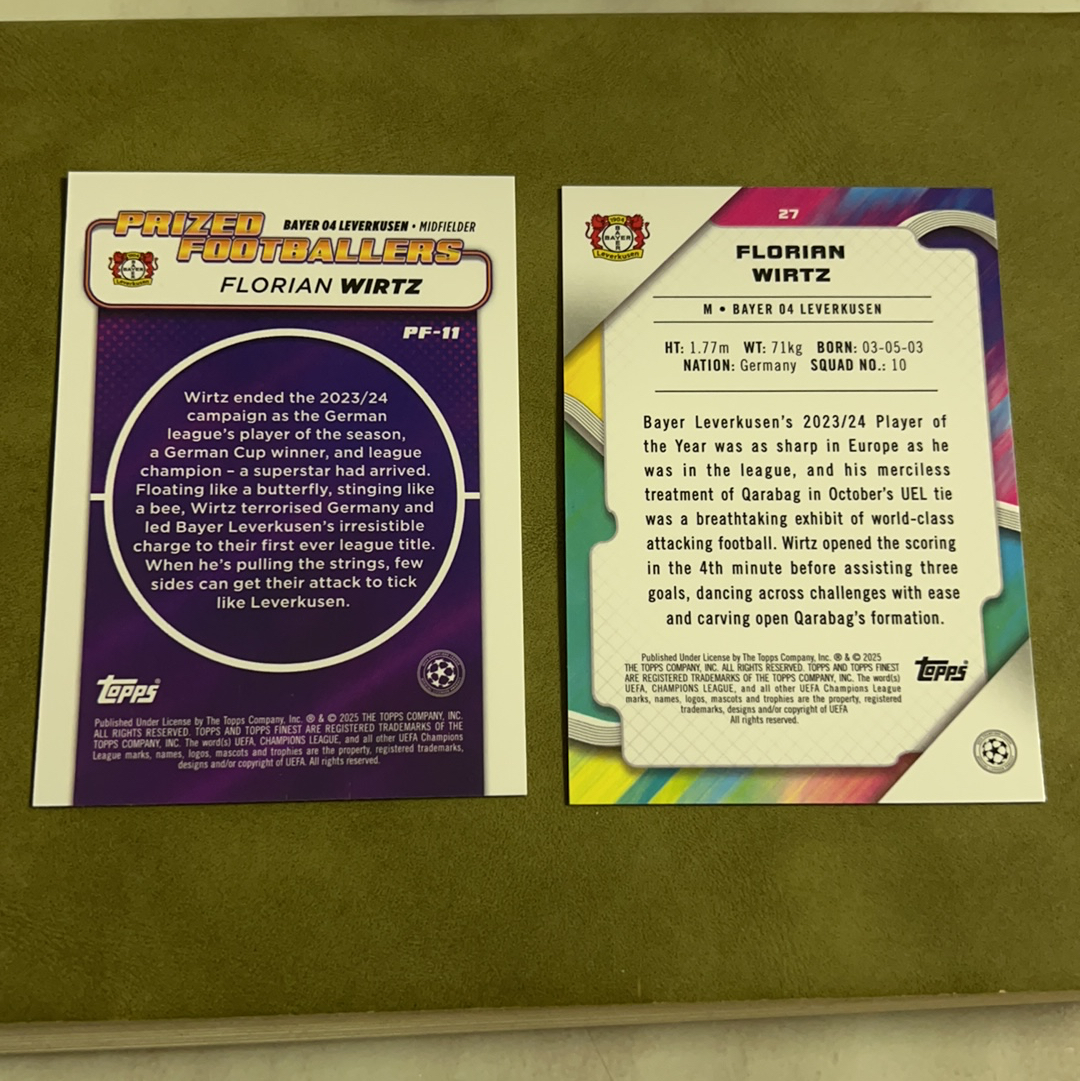 PRIZED
FOOTBALLERS
BAYER 04 LEVERKUSEN • MIDFIELDER
FLORIAN WIRTZ
PF-11
Wirtz ended the 2023/24
campaign as the German
league's player of the season,
a German Cup winner, and league
champion – a superstar had arrived.
Floating like a butterfly, stinging like
a bee, Wirtz terrorised Germany and
led Bayer Leverkusen's irresistible
charge to their first ever league title.
When he's pulling the strings, few
sides can get their attack to tick
like Leverkusen.
Topps®
Published Under License by The Topps Company, Inc. ® & © 2025 THE TOPPS COMPANY, INC.
ALL RIGHTS RESERVED. TOPPS AND TOPPS FINEST ARE REGISTERED TRADEMARKS OF THE
TOPPS COMPANY, INC. The word(s) UEFA, CHAMPIONS LEAGUE, and all other UEFA Champions
League marks, names, logos, mascots and trophies are the property, registered trademarks,
designs and/or copyright of UEFA. All rights reserved.
27
1904
BAYER
Leverkusen
FLORIAN
WIRTZ
M • BAYER 04 LEVERKUSEN
HT: 1.77m WT: 71kg BORN: 03-05-03
NATION: Germany SQUAD NO.: 10
Bayer Leverkusen's 2023/24 Player of
the Year was as sharp in Europe as he
was in the league, and his merciless
treatment of Qarabag in October's UEL tie
was a breathtaking exhibit of world-class
attacking football. Wirtz opened the scoring
in the 4th minute before assisting three
goals, dancing across challenges with ease
and carving open Qarabag's formation.
Published Under License by The Topps Company, Inc. ® & © 2025
THE TOPPS COMPANY, INC. ALL RIGHTS RESERVED. TOPPS AND TOPPS FINEST
ARE REGISTERED TRADEMARKS OF THE TOPPS COMPANY, INC. The word(s)
UEFA, CHAMPIONS LEAGUE, and all other UEFA Champions League
marks, names, logos, mascots and trophies are the property, registered
trademarks, designs and/or copyright of UEFA
All rights reserved.
Topps®